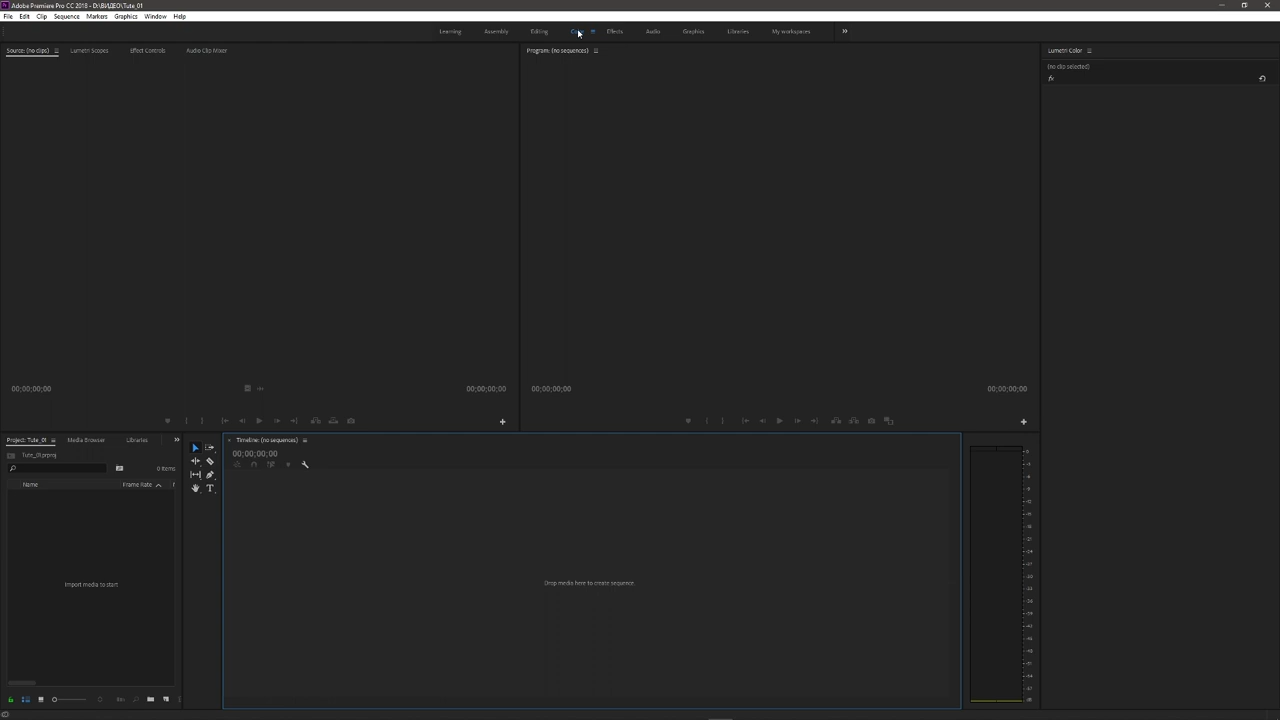 Adobe Premiere Pro CC 2018 - D:\ВИДЕО\Tute_01
File Edit Clip Sequence Markers Graphics Window Help
Learning Assembly Editing Effects Audio Graphics Libraries My workspaces
Source: (no clips) Lumetri Scopes Effect Controls Audio Clip Mixer
Program: (no sequences)
Lumetri Color
(no clip selected)
fx
00;00;00;00 00;00;00;00
00;00;00;00 00;00;00;00
Project: Tute_01 Media Browser Libraries
Tute_01.prproj
0 Items
Name Frame Rate
Import media to start
Timeline: (no sequences)
00;00;00;00
Drop media here to create sequence.